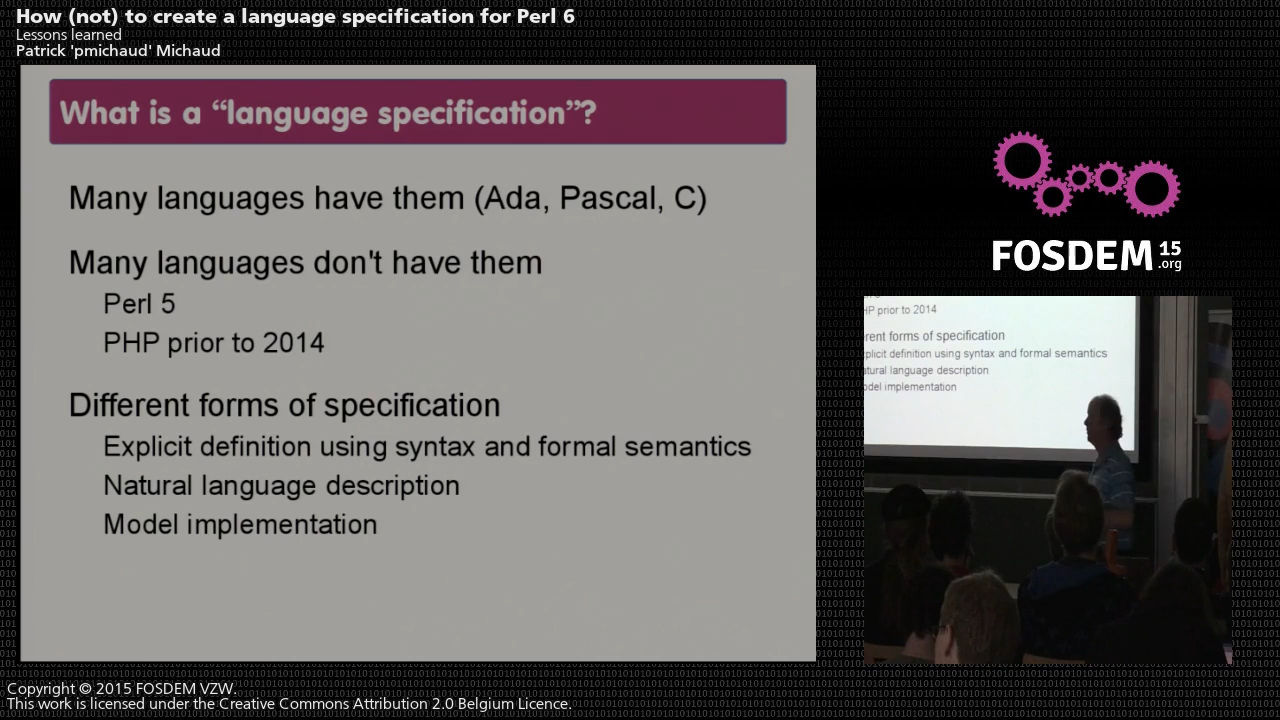 How (not) to create a language specification for Perl 6
Lessons learned
Patrick 'pmichaud' Michaud
What is a “language specification”?
Many languages have them (Ada, Pascal, C)
Many languages don't have them
Perl 5
PHP prior to 2014
Different forms of specification
Explicit definition using syntax and formal semantics
Natural language description
Model implementation
FOSDEM 15
.org
HP prior to 2014
rent forms of specification
plicit definition using syntax and formal semantics
atural language description
odel implementation
Copyright © 2015 FOSDEM VZW.
This work is licensed under the Creative Commons Attribution 2.0 Belgium Licence.